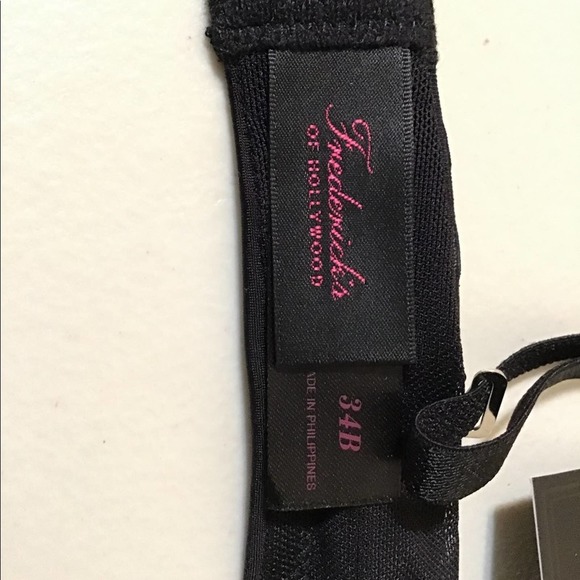 Frederick's
OF HOLLYWOOD
34B
ADE IN PHILIPPINES